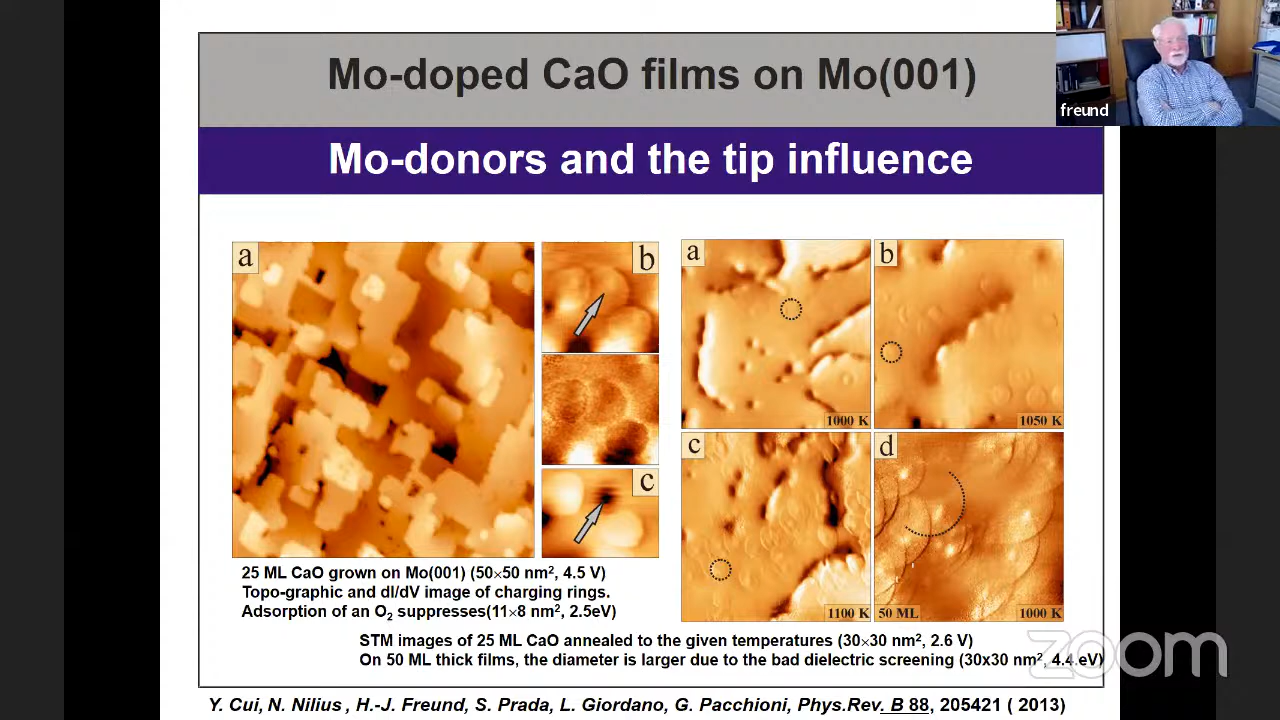 Mo-doped CaO films on Mo(001)
freund
Mo-donors and the tip influence
a
b
c
a
b
1000 K
1050 K
c
d
1100 K
50 ML
1000 K
25 ML CaO grown on Mo(001) (50×50 nm², 4.5 V)
Topo-graphic and dI/dV image of charging rings.
Adsorption of an O₂ suppresses(11×8 nm², 2.5eV)
STM images of 25 ML CaO annealed to the given temperatures (30×30 nm², 2.6 V)
On 50 ML thick films, the diameter is larger due to the bad dielectric screening (30x30 nm², 4.4 eV)
zoom
Y. Cui, N. Nilius, H.-J. Freund, S. Prada, L. Giordano, G. Pacchioni, Phys.Rev. B 88, 205421 ( 2013)